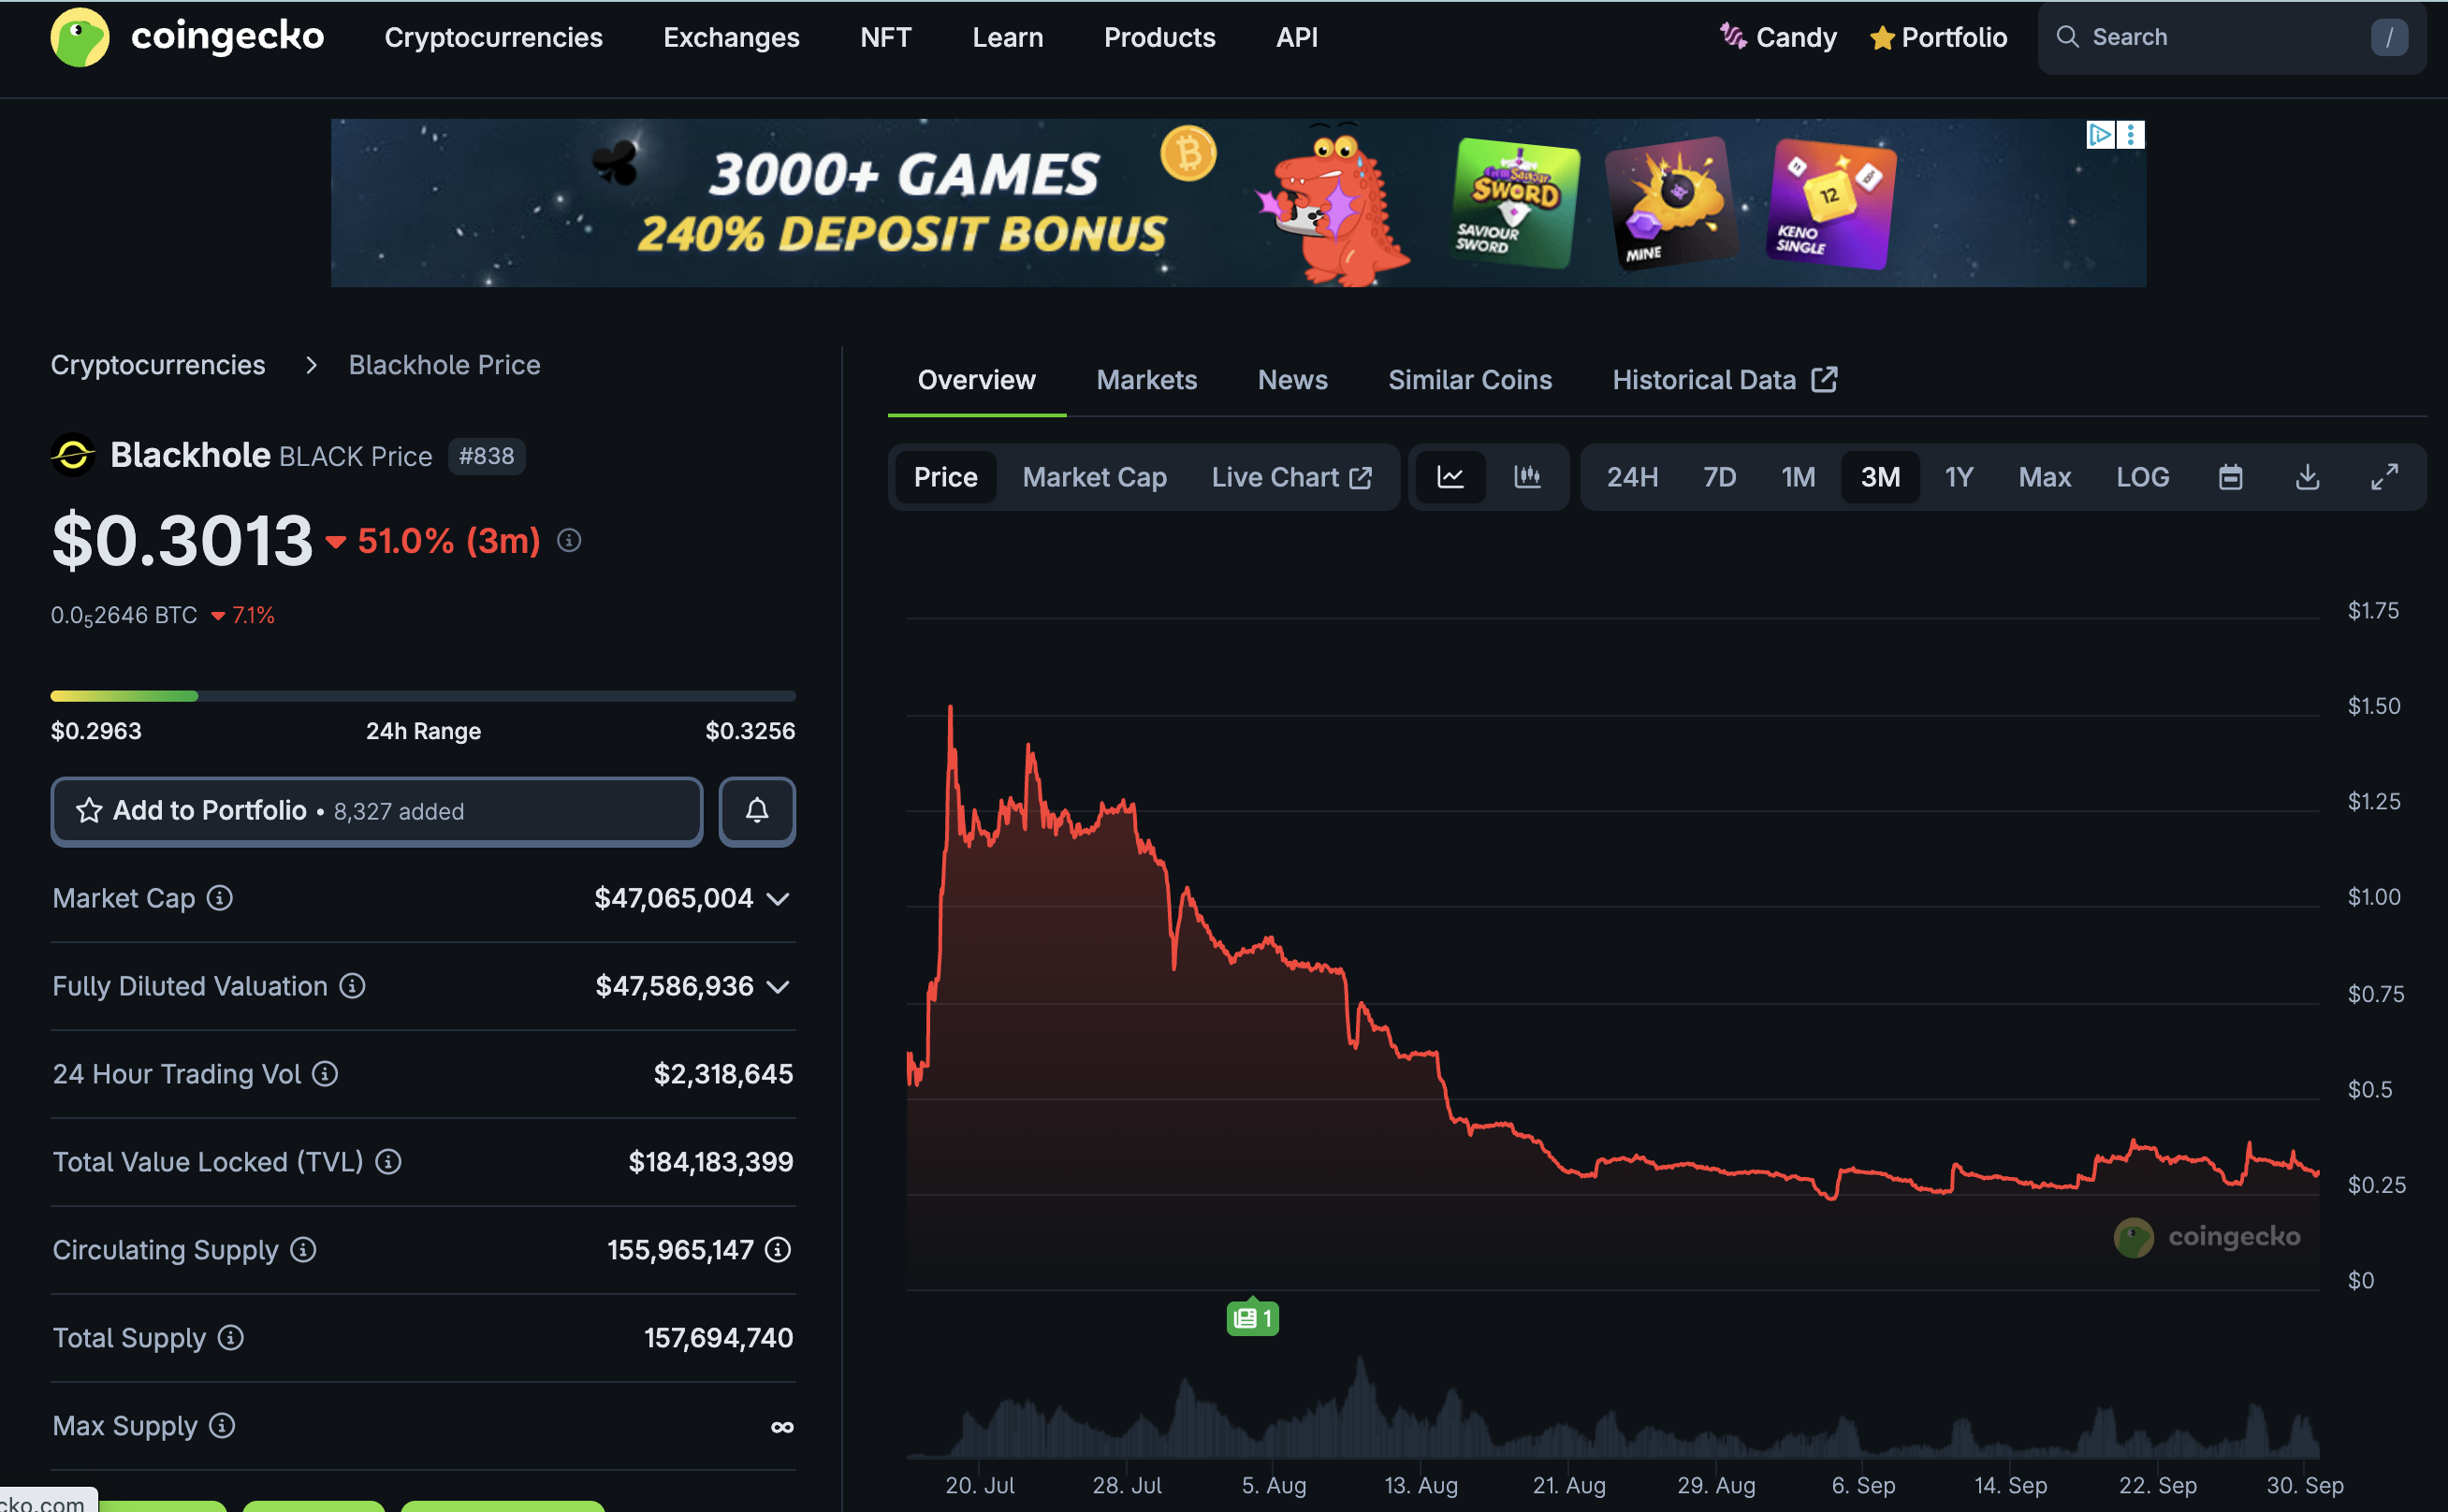 coingecko Cryptocurrencies Exchanges NFT Learn Products API Candy Portfolio Search /
3000+ GAMES
240% DEPOSIT BONUS
SWORD
SAVIOUR
SWORD
MINE
12
KENO
SINGLE
Cryptocurrencies > Blackhole Price
Blackhole BLACK Price #838
$0.3013 51.0% (3m)
0.0₅2646 BTC 7.1%
$0.2963 24h Range $0.3256
Add to Portfolio • 8,327 added
Market Cap $47,065,004
Fully Diluted Valuation $47,586,936
24 Hour Trading Vol $2,318,645
Total Value Locked (TVL) $184,183,399
Circulating Supply 155,965,147
Total Supply 157,694,740
Max Supply ∞
cko.com
Overview Markets News Similar Coins Historical Data
Price Market Cap Live Chart 24H 7D 1M 3M 1Y Max LOG
$1.75
$1.50
$1.25
$1.00
$0.75
$0.5
$0.25
coingecko
$0
1
20. Jul 28. Jul 5. Aug 13. Aug 21. Aug 29. Aug 6. Sep 14. Sep 22. Sep 30. Sep